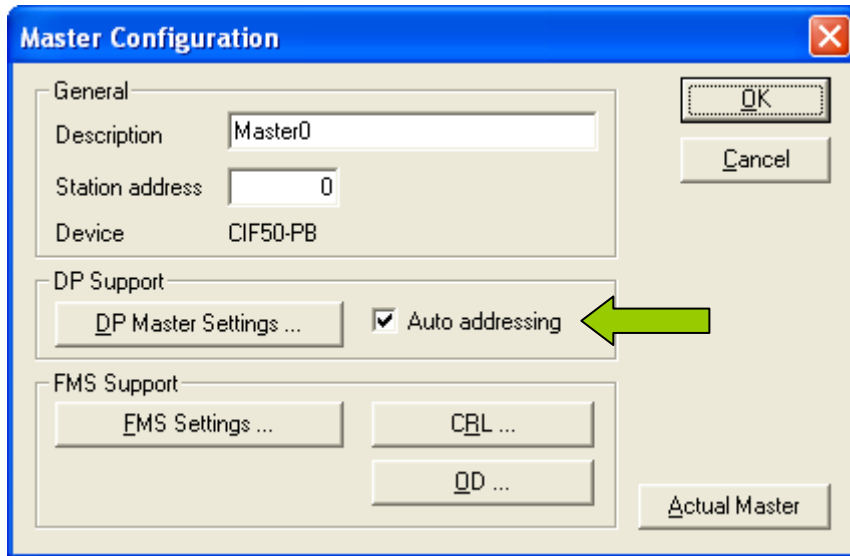 Master Configuration
General
Description Master0
OK
Cancel
Station address 0
Device CIF50-PB
DP Support
DP Master Settings ... Auto addressing
FMS Support
FMS Settings ... CRL ...
OD ...
Actual Master